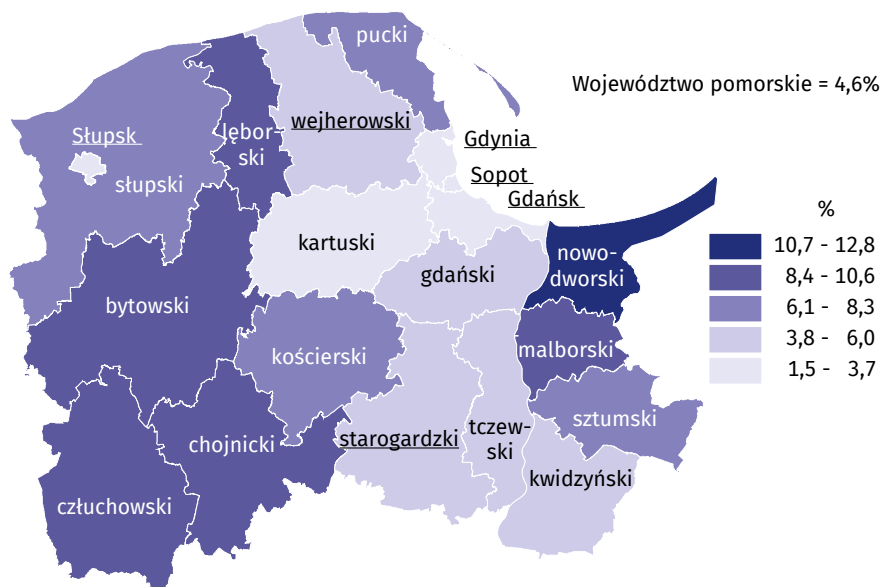 pucki
Województwo pomorskie = 4,6%
wejherowski
Słupsk
lębor-
ski
Gdynia
słupski
Sopot
Gdańsk
kartuski
%
nowo-
dworski
gdański
10,7 - 12,8
8,4 - 10,6
6,1 - 8,3
3,8 - 6,0
1,5 - 3,7
bytowski
kościerski
malborski
sztumski
chojnicki
starogardzki
tczew-
ski
kwidzyński
człuchowski